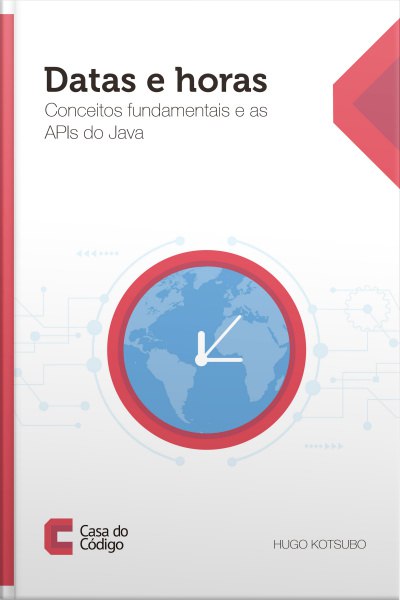 Datas e horas
Conceitos fundamentais e as
APIs do Java
Casa do
Código
HUGO KOTSUBO